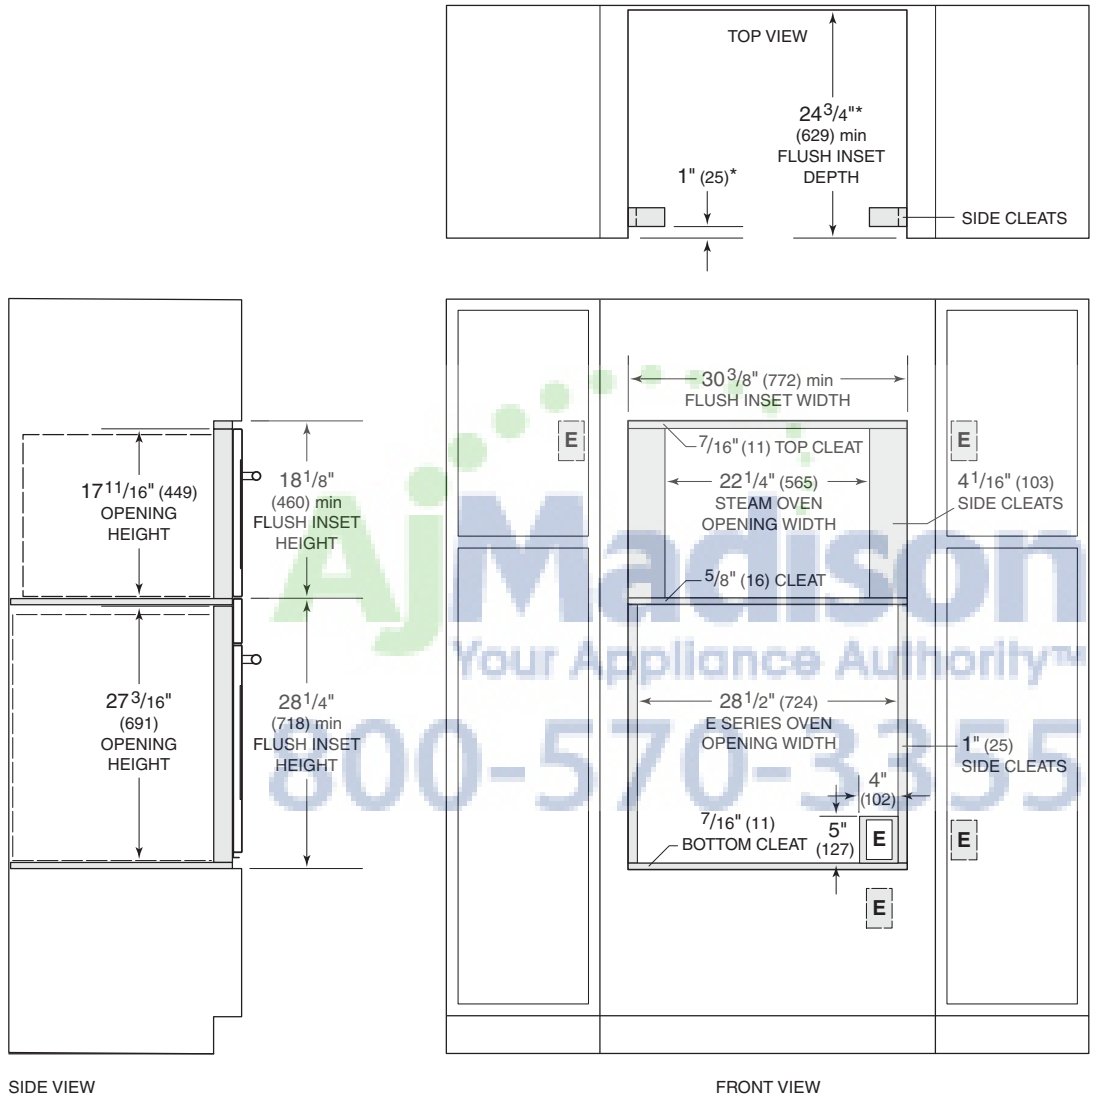 TOP VIEW
24 3/4"*
(629) min
FLUSH INSET
DEPTH
1" (25)*
SIDE CLEATS
30 3/8" (772) min
FLUSH INSET WIDTH
E
E
7/16" (11) TOP CLEAT
17 11/16" (449)
OPENING
HEIGHT
18 1/8"
(460) min
FLUSH INSET
HEIGHT
22 1/4" (565)
STEAM OVEN
OPENING WIDTH
4 1/16" (103)
SIDE CLEATS
5/8" (16) CLEAT
AjMadison
Your Appliance Authority™
27 3/16"
(691)
OPENING
HEIGHT
28 1/4"
(718) min
FLUSH INSET
HEIGHT
28 1/2" (724)
E SERIES OVEN
OPENING WIDTH
1" (25)
SIDE CLEATS
800-570-3355
4"
(102)
7/16" (11)
BOTTOM CLEAT
5"
(127)
E
E
E
SIDE VIEW
FRONT VIEW